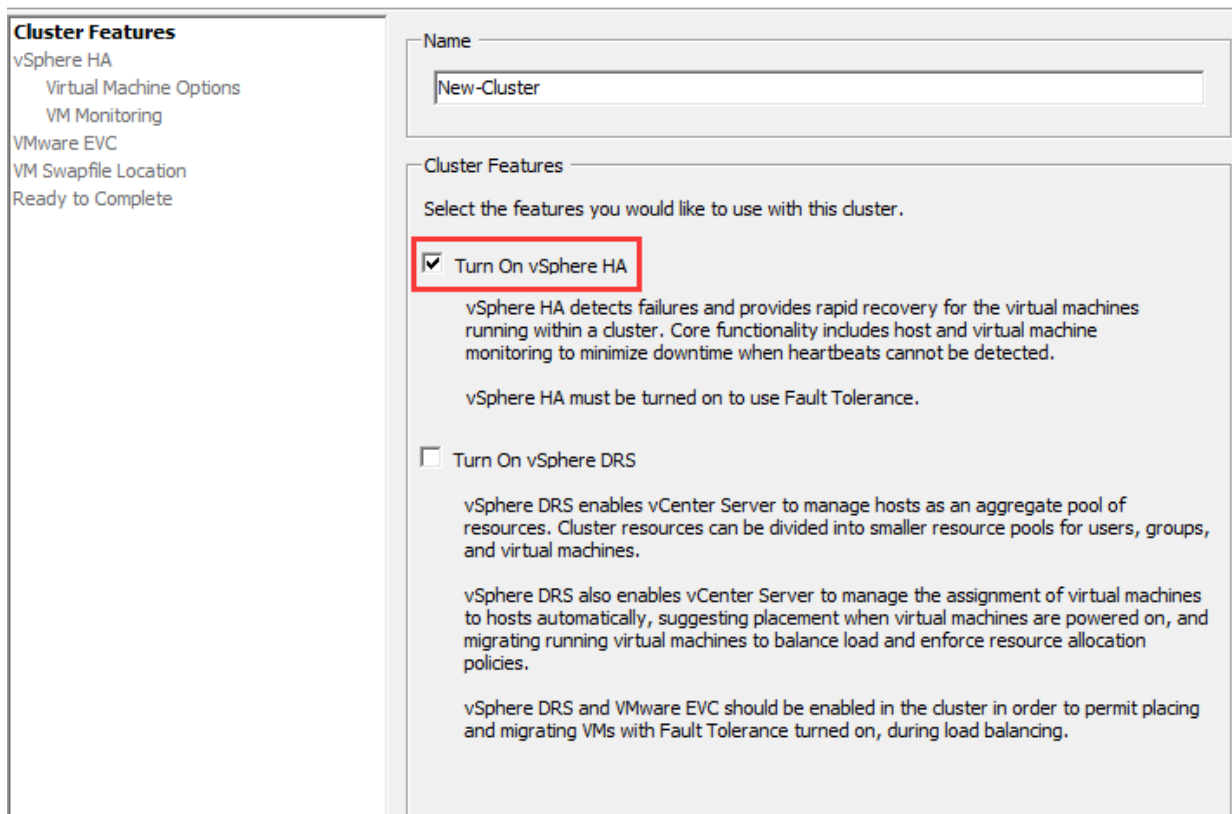 Cluster Features
vSphere HA
Virtual Machine Options
VM Monitoring
VMware EVC
VM Swapfile Location
Ready to Complete
Name
New-Cluster
Cluster Features
Select the features you would like to use with this cluster.
Turn On vSphere HA
vSphere HA detects failures and provides rapid recovery for the virtual machines
running within a cluster. Core functionality includes host and virtual machine
monitoring to minimize downtime when heartbeats cannot be detected.
vSphere HA must be turned on to use Fault Tolerance.
Turn On vSphere DRS
vSphere DRS enables vCenter Server to manage hosts as an aggregate pool of
resources. Cluster resources can be divided into smaller resource pools for users, groups,
and virtual machines.
vSphere DRS also enables vCenter Server to manage the assignment of virtual machines
to hosts automatically, suggesting placement when virtual machines are powered on, and
migrating running virtual machines to balance load and enforce resource allocation
policies.
vSphere DRS and VMware EVC should be enabled in the cluster in order to permit placing
and migrating VMs with Fault Tolerance turned on, during load balancing.